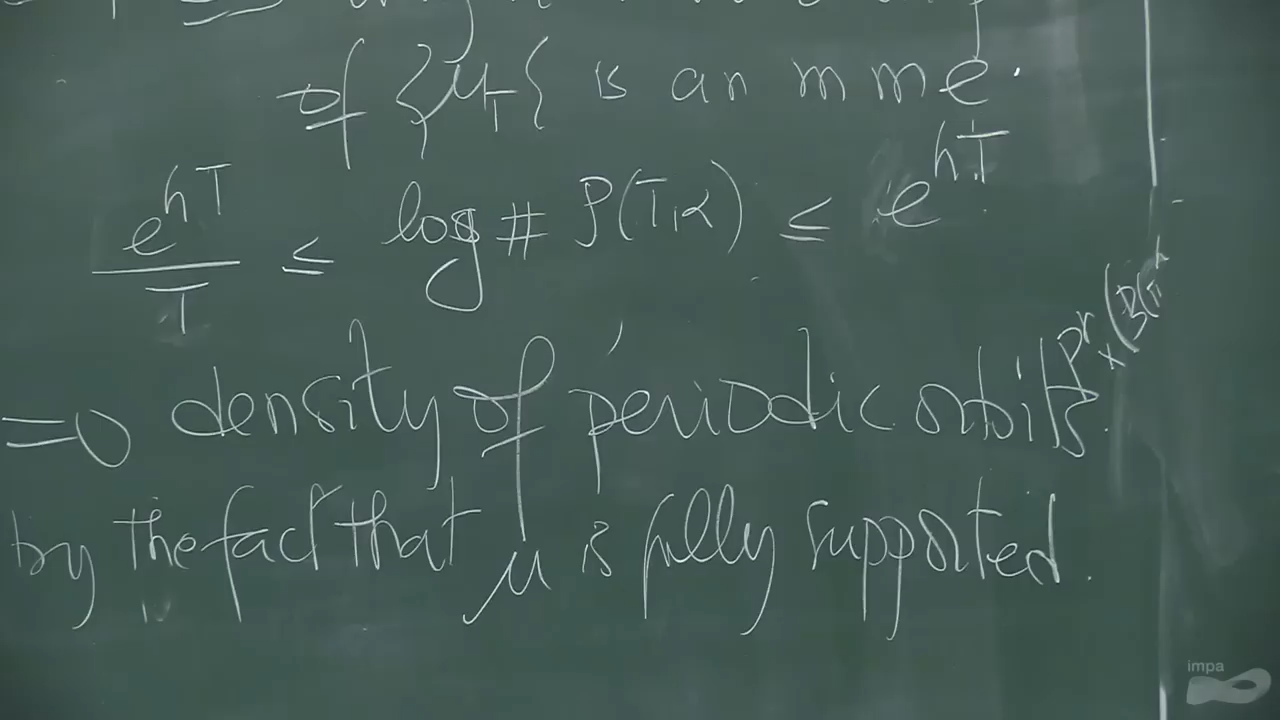 of {μ_T} is an mme.
e^{hT}/T ≤ log # P(T,α) ≤ e^{hT}
⇒ density of periodic orbits.
by the fact that μ is fully supported.
impa